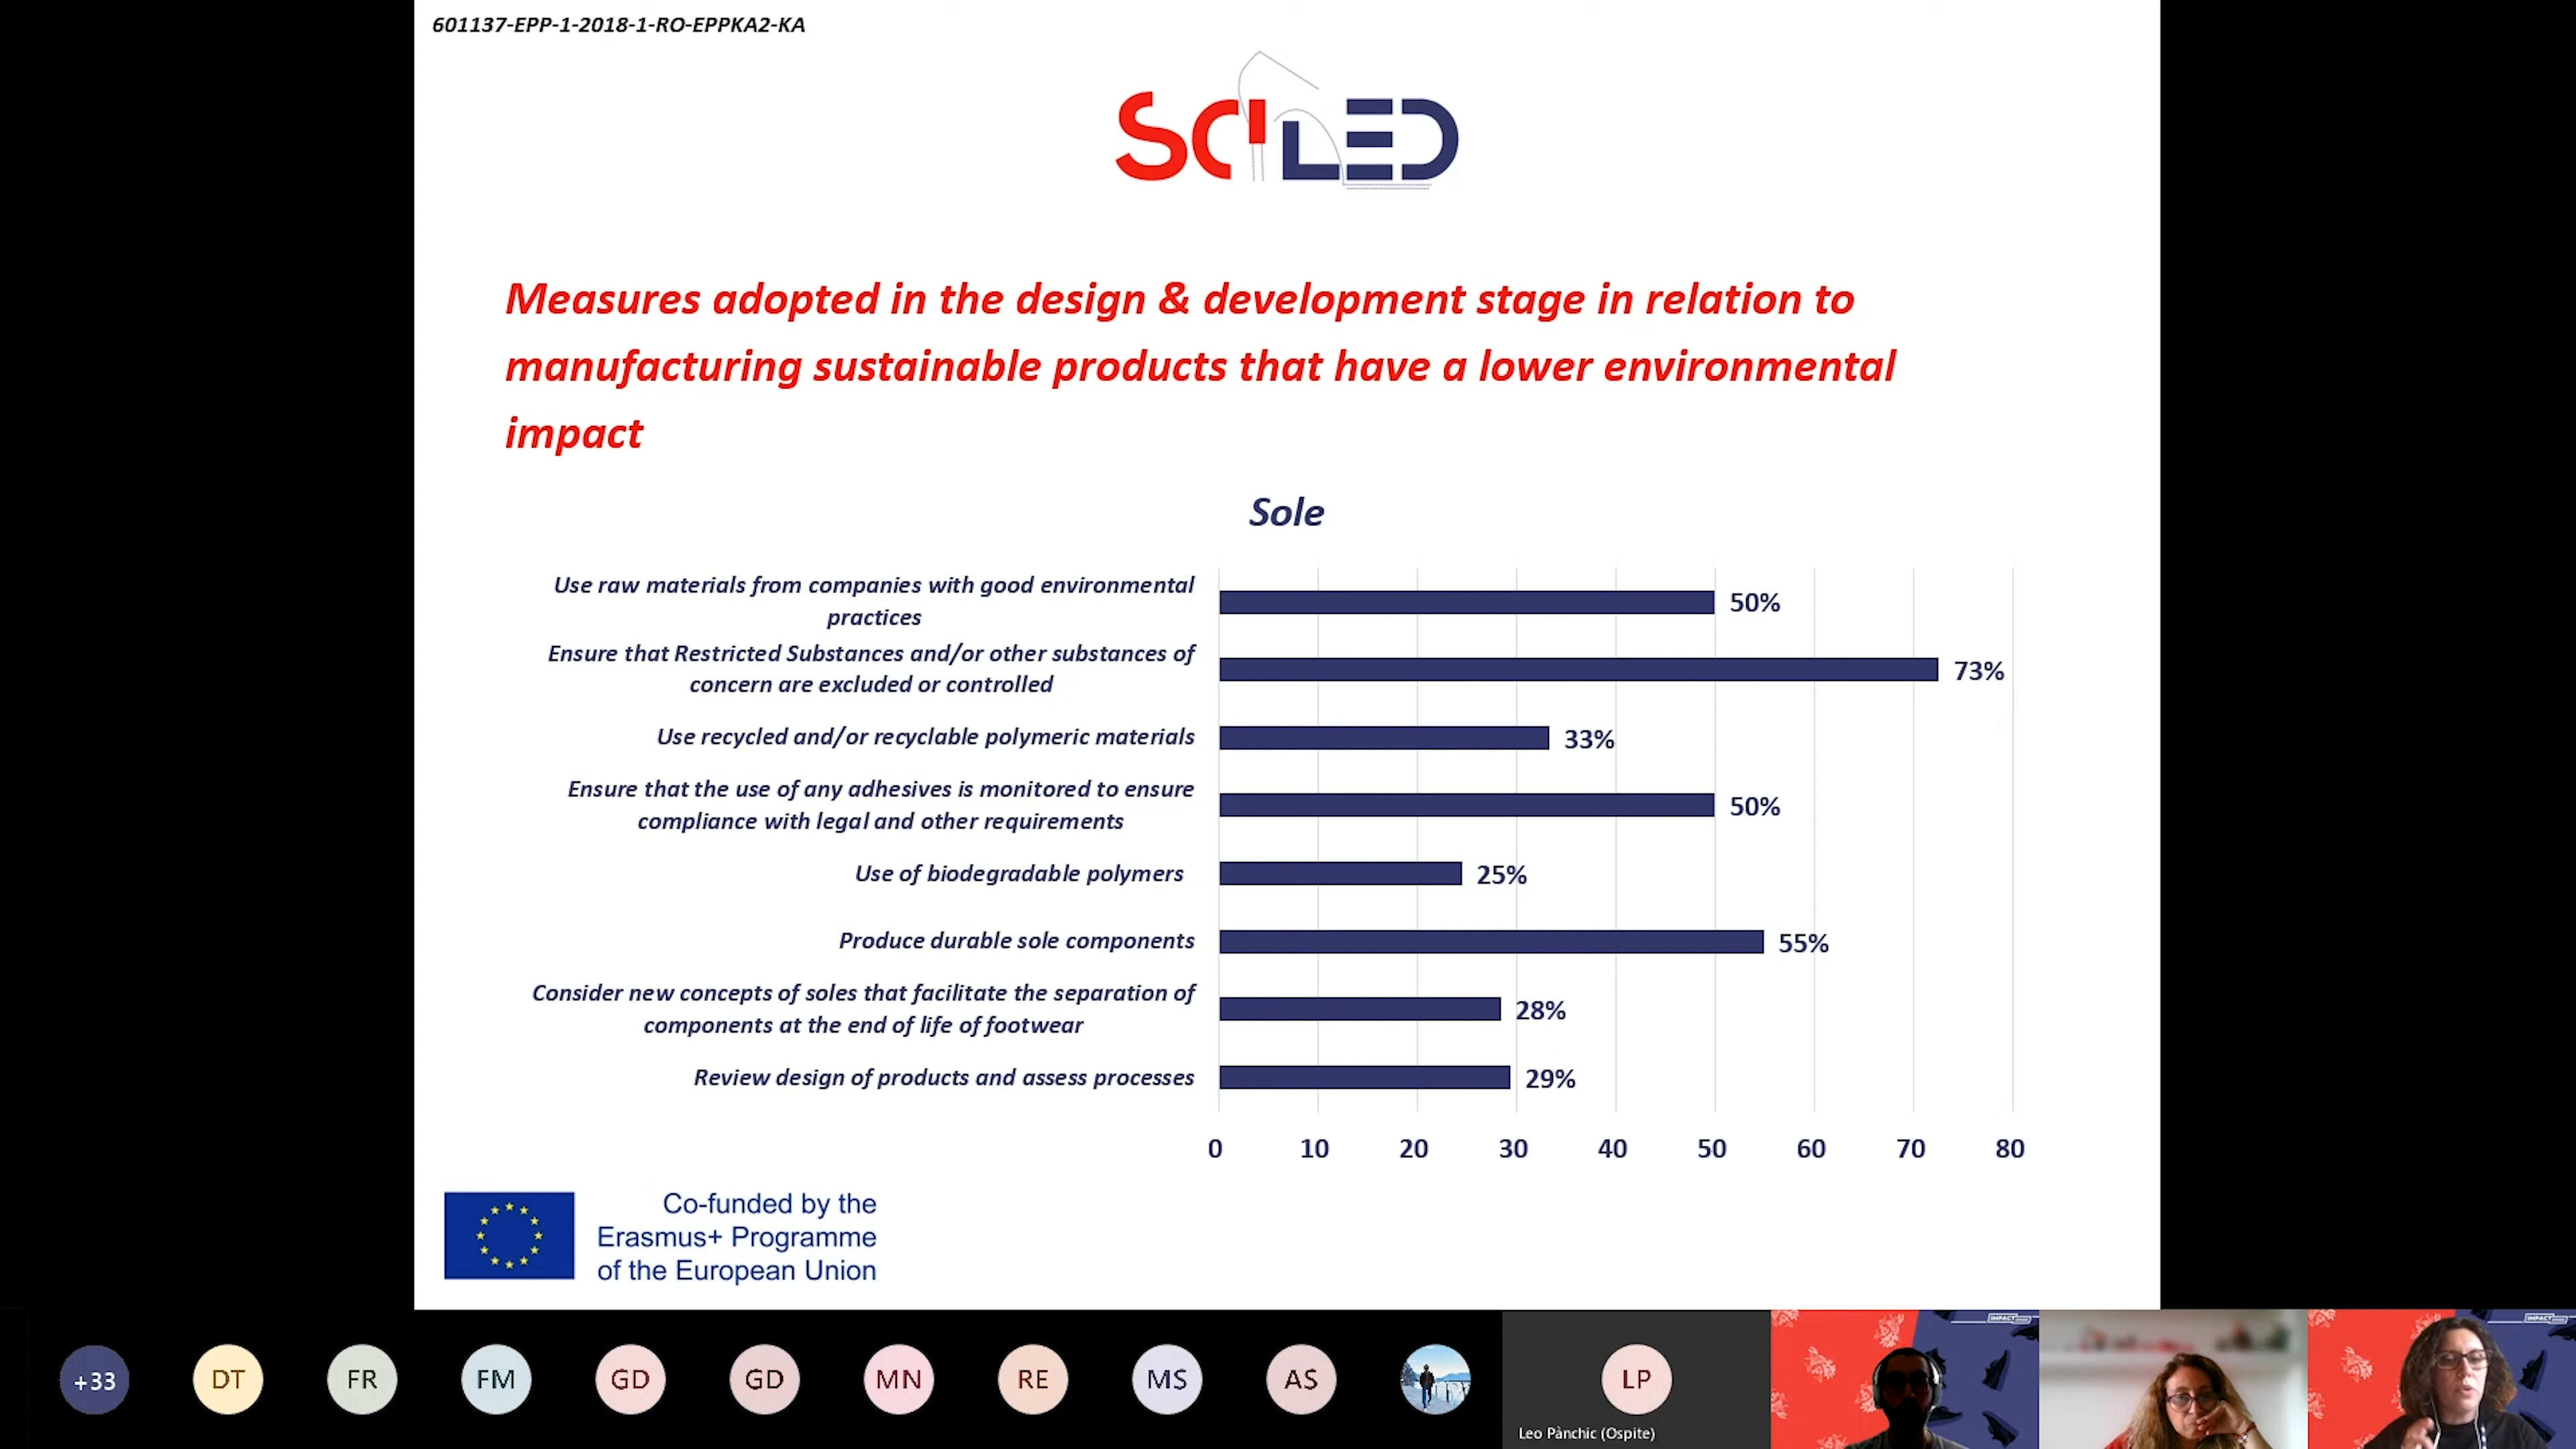 601137-EPP-1-2018-1-RO-EPPKA2-KA
SCILED
Measures adopted in the design & development stage in relation to
manufacturing sustainable products that have a lower environmental
impact
Sole
Use raw materials from companies with good environmental
practices
50%
Ensure that Restricted Substances and/or other substances of
concern are excluded or controlled
73%
Use recycled and/or recyclable polymeric materials
33%
Ensure that the use of any adhesives is monitored to ensure
compliance with legal and other requirements
50%
Use of biodegradable polymers
25%
Produce durable sole components
55%
Consider new concepts of soles that facilitate the separation of
components at the end of life of footwear
28%
Review design of products and assess processes
29%
0 10 20 30 40 50 60 70 80
Co-funded by the
Erasmus+ Programme
of the European Union
+33 DT FR FM GD GD MN RE MS AS LP
Leo Pànchic (Ospite)
IMPACT
IMPACT